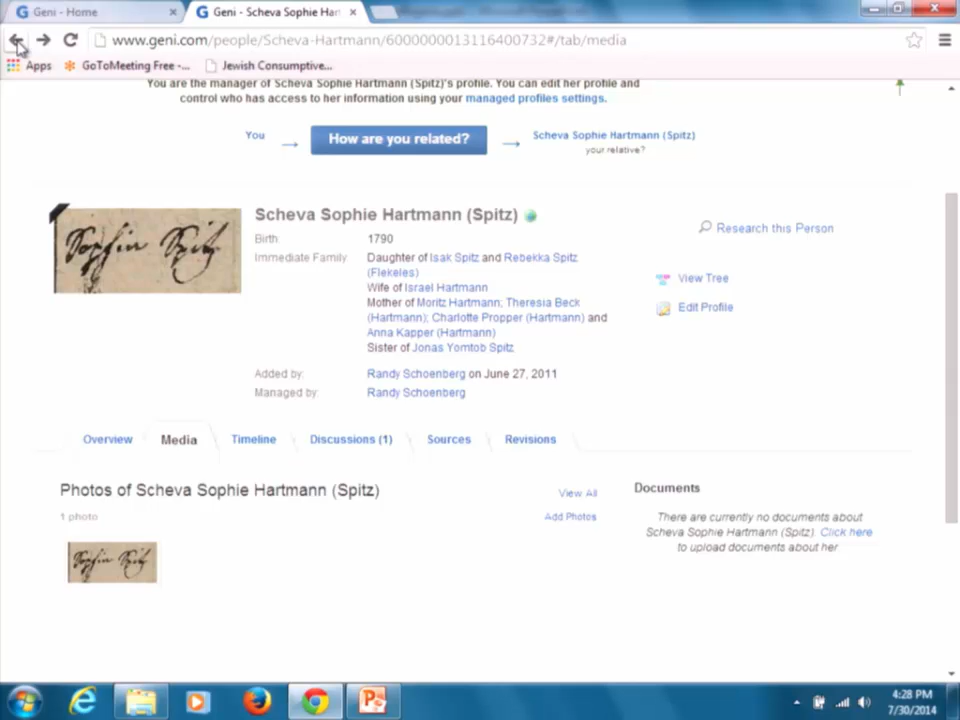 Geni - Home
Geni - Scheva Sophie Har
www.geni.com/people/Scheva-Hartmann/6000000013116400732#/tab/media
Apps GoToMeeting Free -... Jewish Consumptive...
You are the manager of Scheva Sophie Hartmann (Spitz)'s profile. You can edit her profile and
control who has access to her information using your managed profiles settings.
You How are you related? Scheva Sophie Hartmann (Spitz)
your relative?
Sophia Spitz
Scheva Sophie Hartmann (Spitz)
Research this Person
Birth 1790
Immediate Family Daughter of Isak Spitz and Rebekka Spitz
(Flekeles)
Wife of Israel Hartmann
Mother of Moritz Hartmann; Theresia Beck
(Hartmann); Charlotte Propper (Hartmann) and
Anna Kapper (Hartmann)
Sister of Jonas Yomtob Spitz
View Tree
Edit Profile
Added by: Randy Schoenberg on June 27, 2011
Managed by: Randy Schoenberg
Overview Media Timeline Discussions (1) Sources Revisions
Photos of Scheva Sophie Hartmann (Spitz)
View All
1 photo
Add Photos
Sophia Spitz
Documents
There are currently no documents about
Scheva Sophie Hartmann (Spitz). Click here
to upload documents about her
4:28 PM
7/30/2014